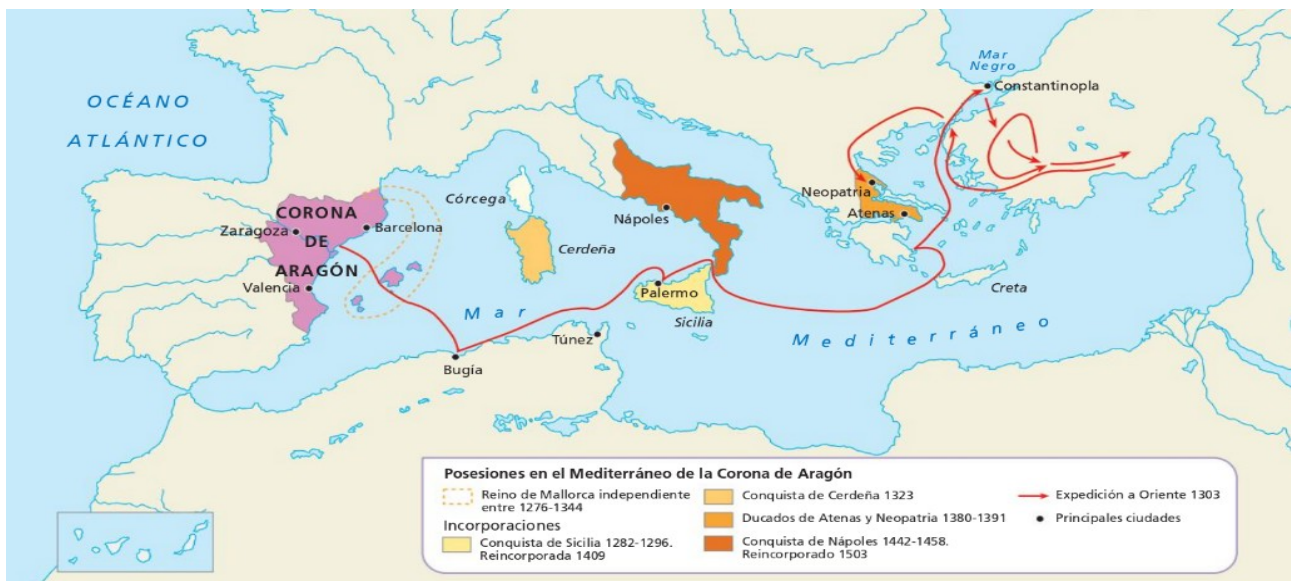 OCÉANO
ATLÁNTICO
Mar
Negro
Constantinopla
Neopatria
Atenas
Córcega
Nápoles
Cerdeña
CORONA
Zaragoza
Barcelona
DE
ARAGÓN
Valencia
Palermo
Sicilia
Creta
Mar
Mediterráneo
Túnez
Bugía
Posesiones en el Mediterráneo de la Corona de Aragón
Reino de Mallorca independiente
entre 1276-1344
Incorporaciones
Conquista de Sicilia 1282-1296.
Reincorporada 1409
Conquista de Cerdeña 1323
Ducados de Atenas y Neopatria 1380-1391
Conquista de Nápoles 1442-1458.
Reincorporado 1503
Expedición a Oriente 1303
Principales ciudades